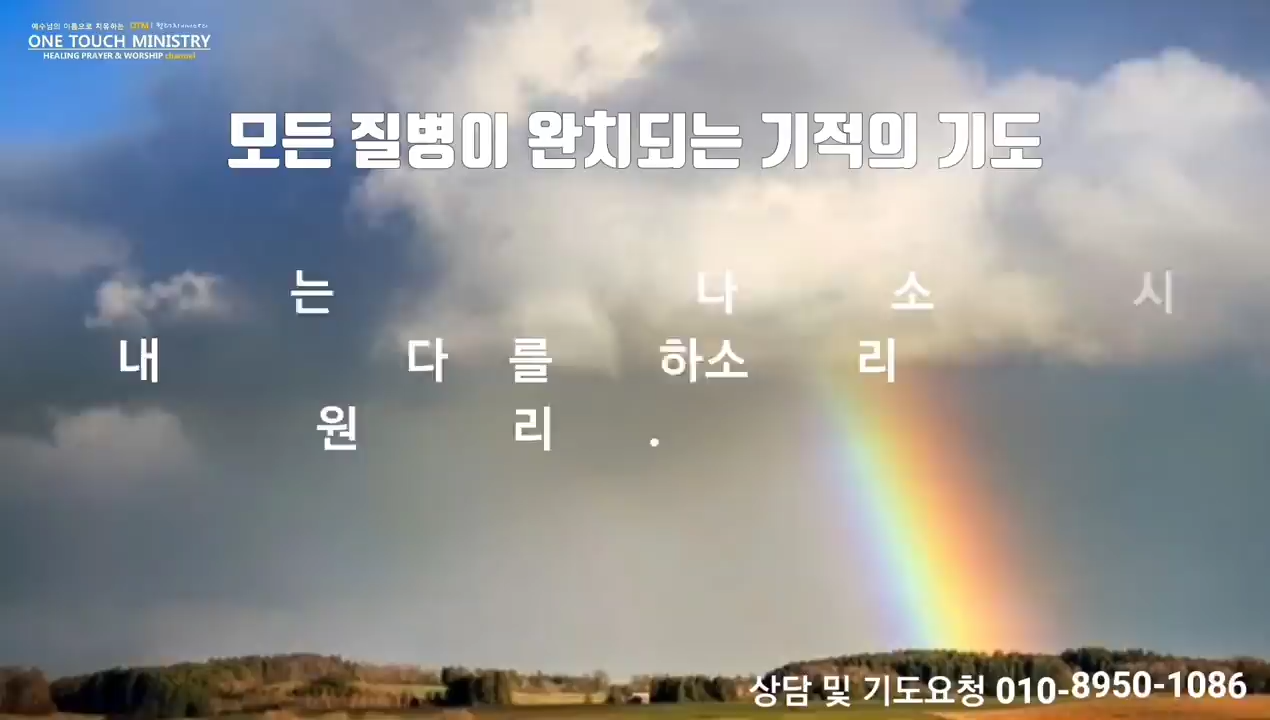 예수님의 이름으로 치유하는 OTM
ONE TOUCH MINISTRY
HEALING PRAYER & WORSHIP channel
모든 질병이 완치되는 기적의 기도
는 나 소 시
내 다 를 하소 리
원 리 .
상담 및 기도요청 010-8950-1086